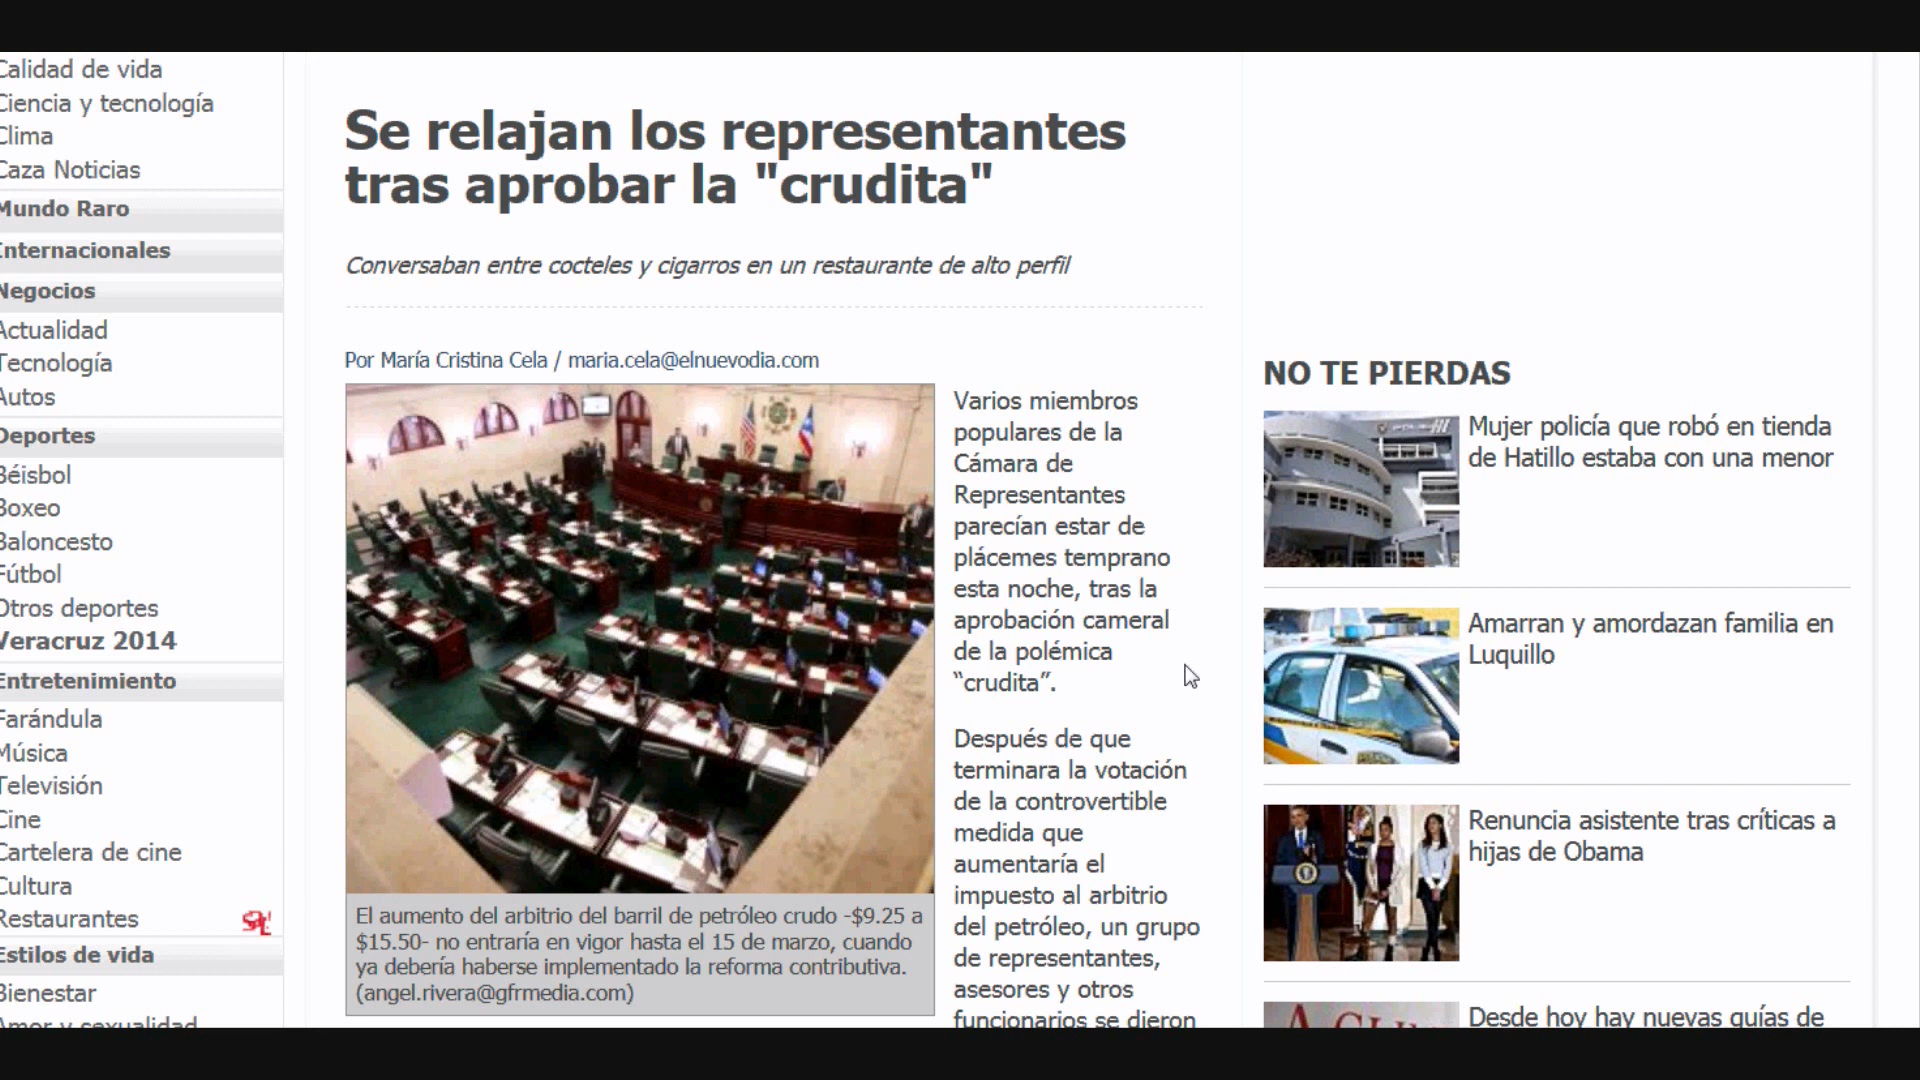 Calidad de vida
Ciencia y tecnología
Clima
Caza Noticias
Mundo Raro
Internacionales
Negocios
Actualidad
Tecnología
Autos
Deportes
Béisbol
Boxeo
Baloncesto
Fútbol
Otros deportes
Veracruz 2014
Entretenimiento
Farándula
Música
Televisión
Cine
Cartelera de cine
Cultura
Restaurantes
Estilos de vida
Bienestar
Amor y sexualidad
Se relajan los representantes
tras aprobar la "crudita"
Conversaban entre cocteles y cigarros en un restaurante de alto perfil
Por María Cristina Cela / maria.cela@elnuevodia.com
El aumento del arbitrio del barril de petróleo crudo -$9.25 a
$15.50- no entraría en vigor hasta el 15 de marzo, cuando
ya debería haberse implementado la reforma contributiva.
(angel.rivera@gfrmedia.com)
Varios miembros
populares de la
Cámara de
Representantes
parecían estar de
plácemes temprano
esta noche, tras la
aprobación cameral
de la polémica
“crudita”.
Después de que
terminara la votación
de la controvertible
medida que
aumentaría el
impuesto al arbitrio
del petróleo, un grupo
de representantes,
asesores y otros
funcionarios se dieron
NO TE PIERDAS
Mujer policía que robó en tienda
de Hatillo estaba con una menor
Amarran y amordazan familia en
Luquillo
Renuncia asistente tras críticas a
hijas de Obama
Desde hoy hay nuevas guías de